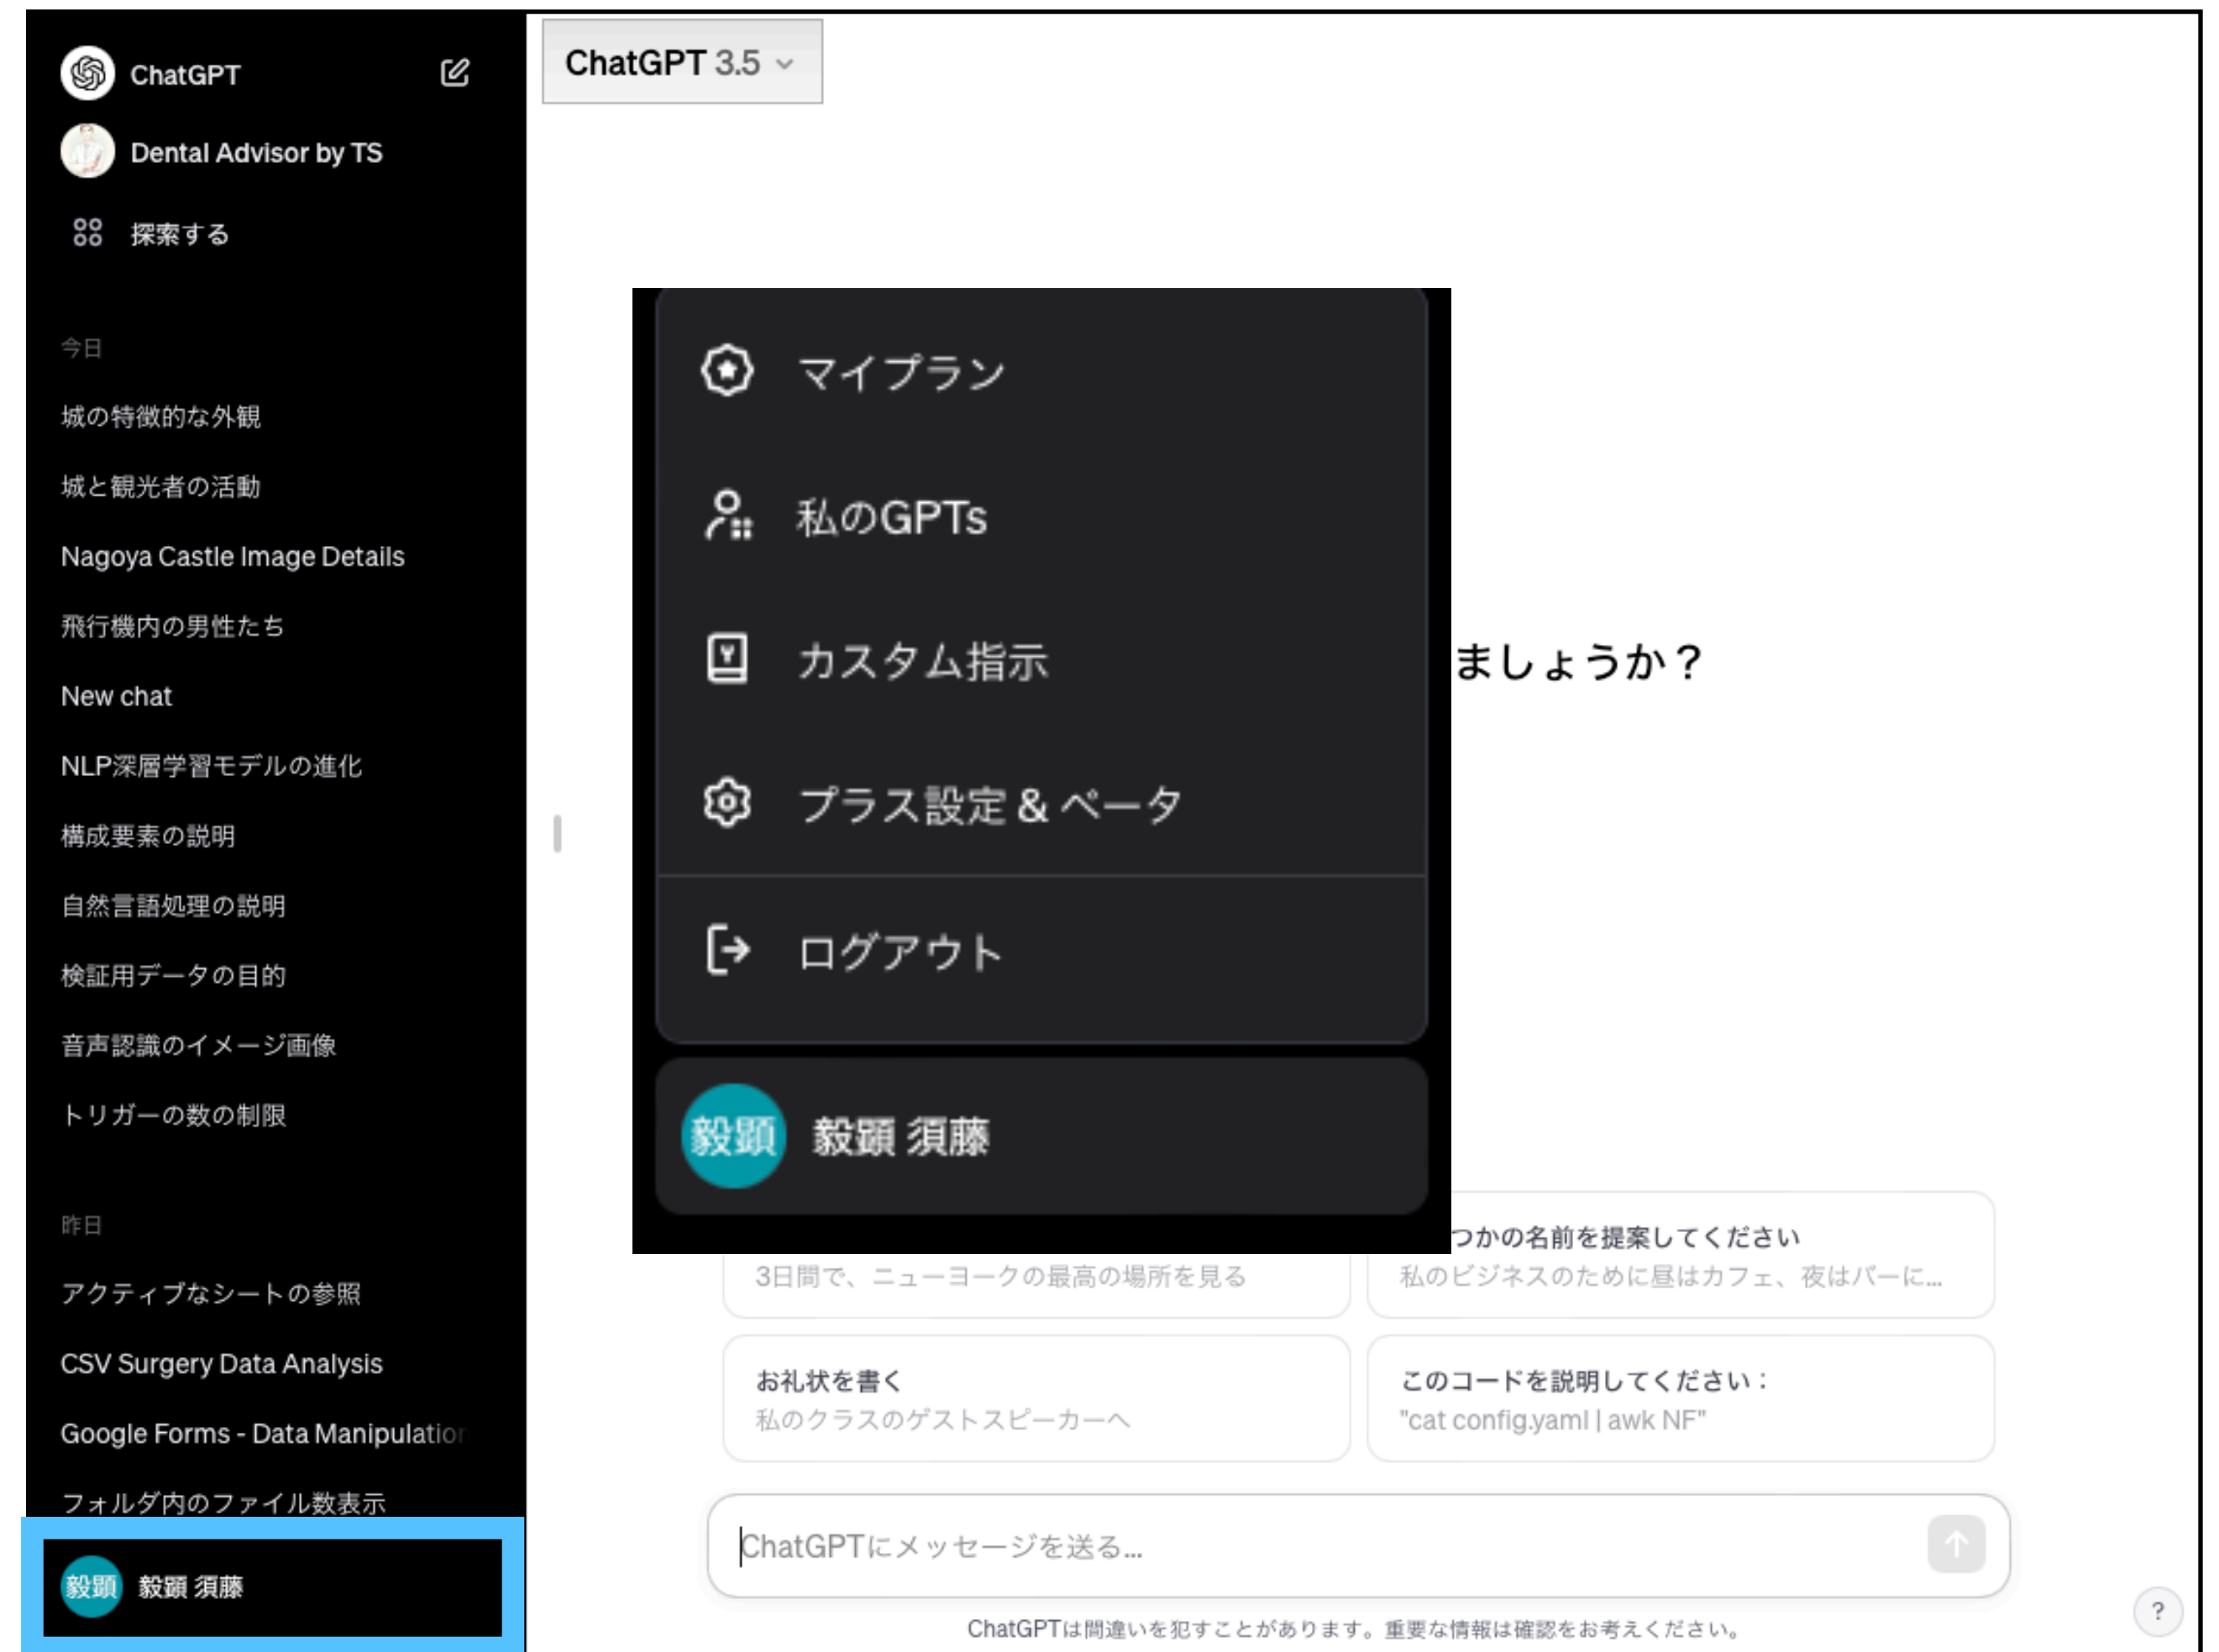 ChatGPT
Dental Advisor by TS
探索する
今日
城の特徴的な外観
城と観光者の活動
Nagoya Castle Image Details
飛行機内の男性たち
New chat
NLP深層学習モデルの進化
構成要素の説明
自然言語処理の説明
検証用データの目的
音声認識のイメージ画像
トリガーの数の制限
昨日
アクティブなシートの参照
CSV Surgery Data Analysis
Google Forms - Data Manipulation
フォルダ内のファイル数表示
毅顕 毅顕 須藤
ChatGPT 3.5
マイプラン
私のGPTs
カスタム指示
プラス設定 & ベータ
ログアウト
毅顕 毅顕 須藤
ましょうか？
3日間で、ニューヨークの最高の場所を見る
つかの名前を提案してください
私のビジネスのために昼はカフェ、夜はバーに...
お礼状を書く
私のクラスのゲストスピーカーへ
このコードを説明してください：
"cat config.yaml | awk NF"
ChatGPTにメッセージを送る...
ChatGPTは間違いを犯すことがあります。重要な情報は確認をお考えください。
?